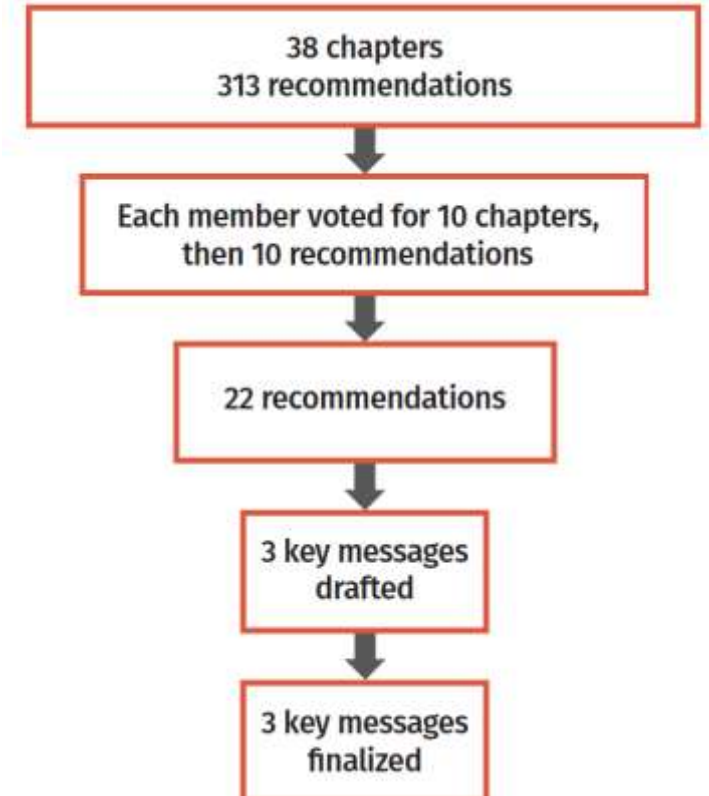 38 chapters
313 recommendations
Each member voted for 10 chapters,
then 10 recommendations
22 recommendations
3 key messages
drafted
3 key messages
finalized